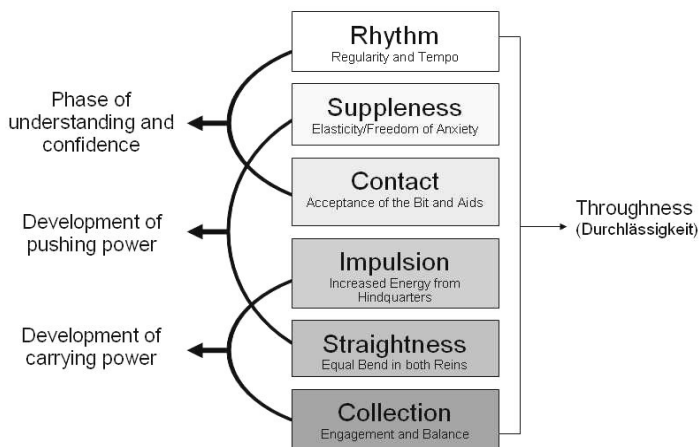 Rhythm
Regularity and Tempo
Suppleness
Elasticity/Freedom of Anxiety
Contact
Acceptance of the Bit and Aids
Impulsion
Increased Energy from
Hindquarters
Straightness
Equal Bend in both Reins
Collection
Engagement and Balance
Phase of
understanding and
confidence
Development of
pushing power
Development of
carrying power
Throughness
(Durchlässigkeit)